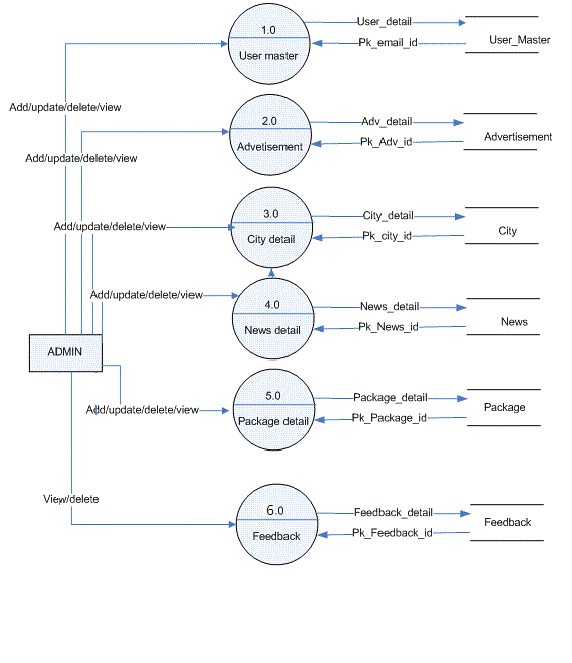 1.0
User master
User_detail
Pk_email_id
User_Master
Add/update/delete/view
2.0
Advetisement
Adv_detail
Pk_Adv_id
Advertisement
Add/update/delete/view
3.0
City detail
City_detail
Pk_city_id
City
Add/update/delete/view
4.0
News detail
News_detail
Pk_News_id
News
Add/update/delete/view
ADMIN
5.0
Package detail
Package_detail
Pk_Package_id
Package
Add/update/delete/view
View/delete
6.0
Feedback
Feedback_detail
Pk_Feedback_id
Feedback